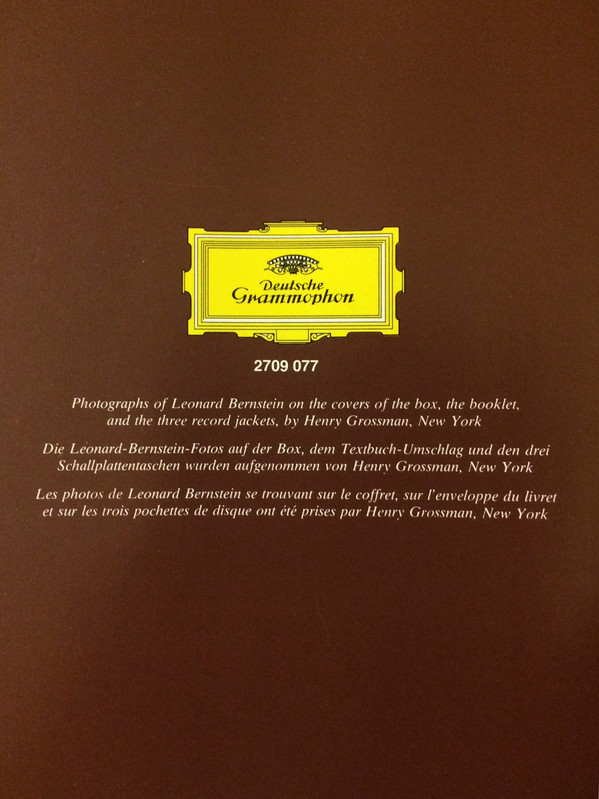 Deutsche
Grammophon
2709 077
Photographs of Leonard Bernstein on the covers of the box, the booklet,
and the three record jackets, by Henry Grossman, New York
Die Leonard-Bernstein-Fotos auf der Box, dem Textbuch-Umschlag und den drei
Schallplattentaschen wurden aufgenommen von Henry Grossman, New York
Les photos de Leonard Bernstein se trouvant sur le coffret, sur l'enveloppe du livret
et sur les trois pochettes de disque ont été prises par Henry Grossman, New York